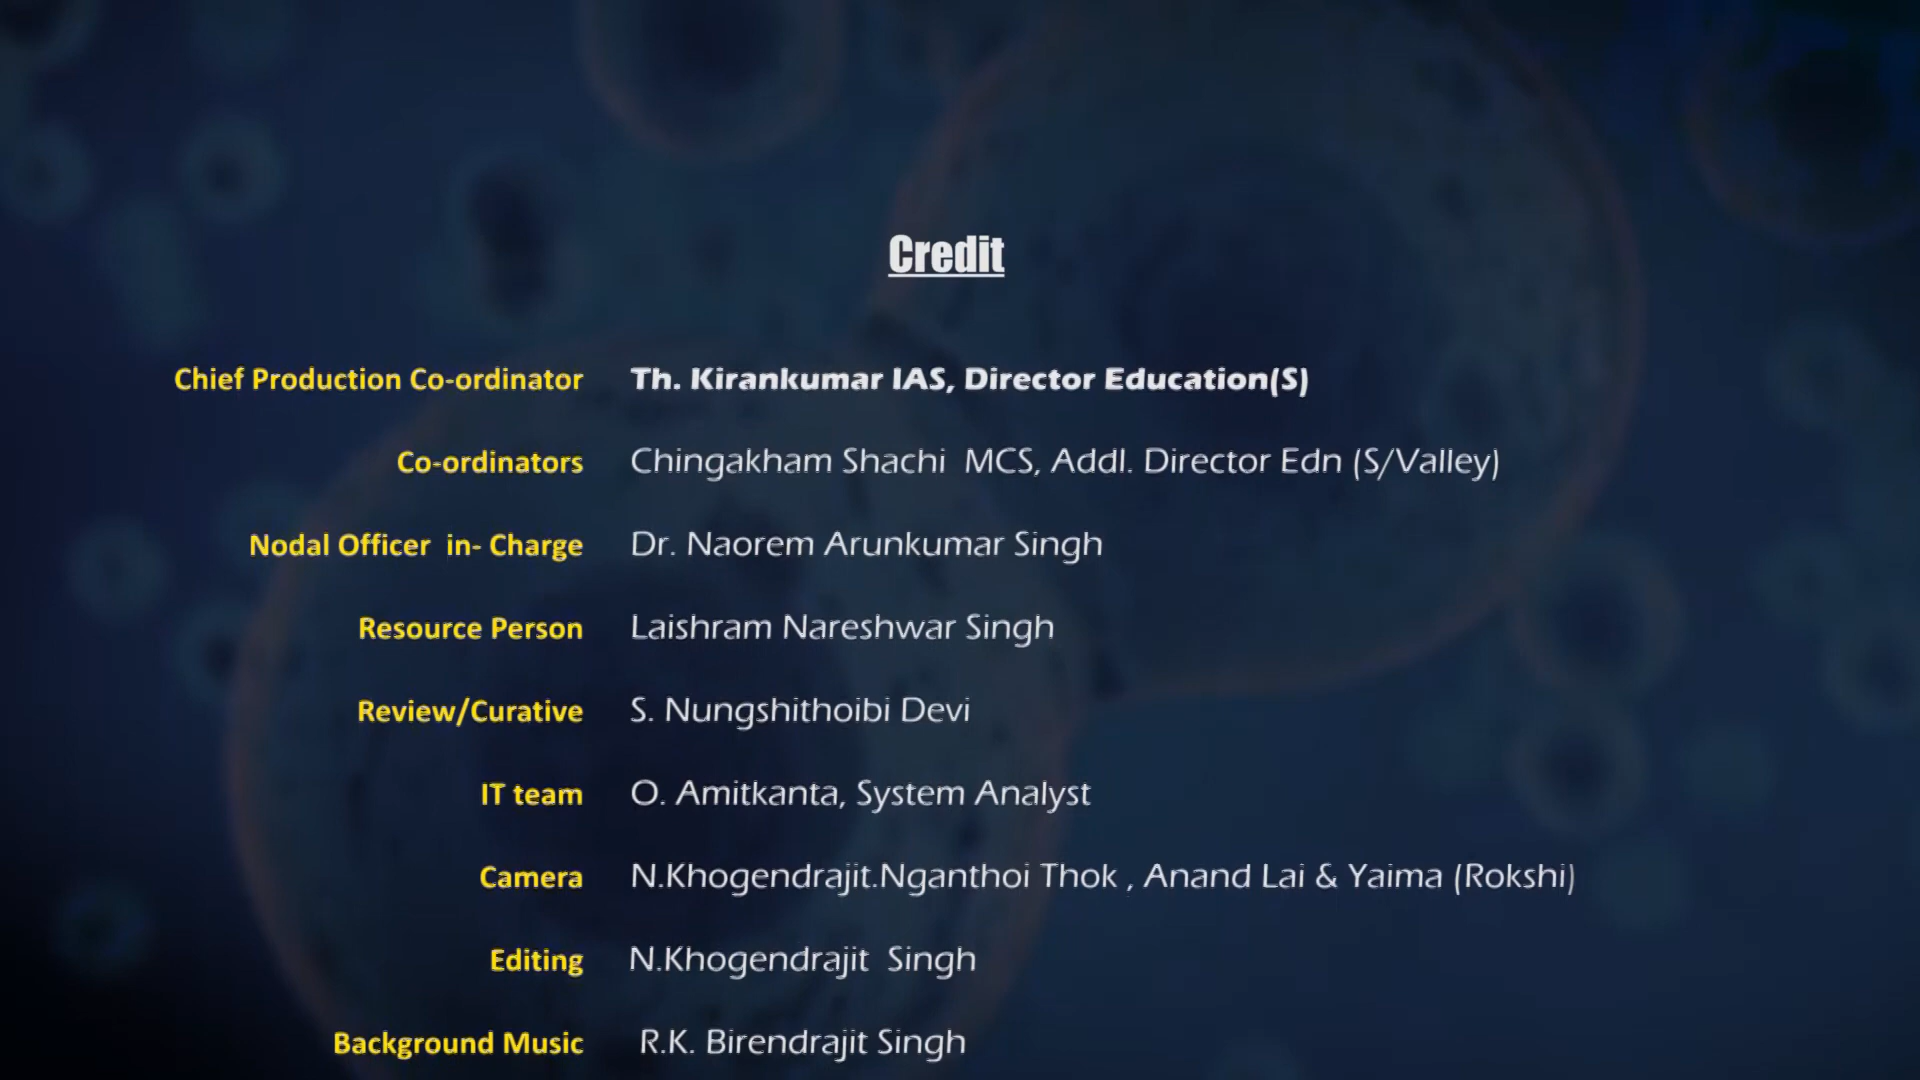 Credit
Chief Production Co-ordinator Th. Kirankumar IAS, Director Education(S)
Co-ordinators Chingakham Shachi MCS, Addl. Director Edn (S/Valley)
Nodal Officer in- Charge Dr. Naorem Arunkumar Singh
Resource Person Laishram Nareshwar Singh
Review/Curative S. Nungshithoibi Devi
IT team O. Amitkanta, System Analyst
Camera N.Khogendrajit.Nganthoi Thok , Anand Lai & Yaima (Rokshi)
Editing N.Khogendrajit Singh
Background Music R.K. Birendrajit Singh